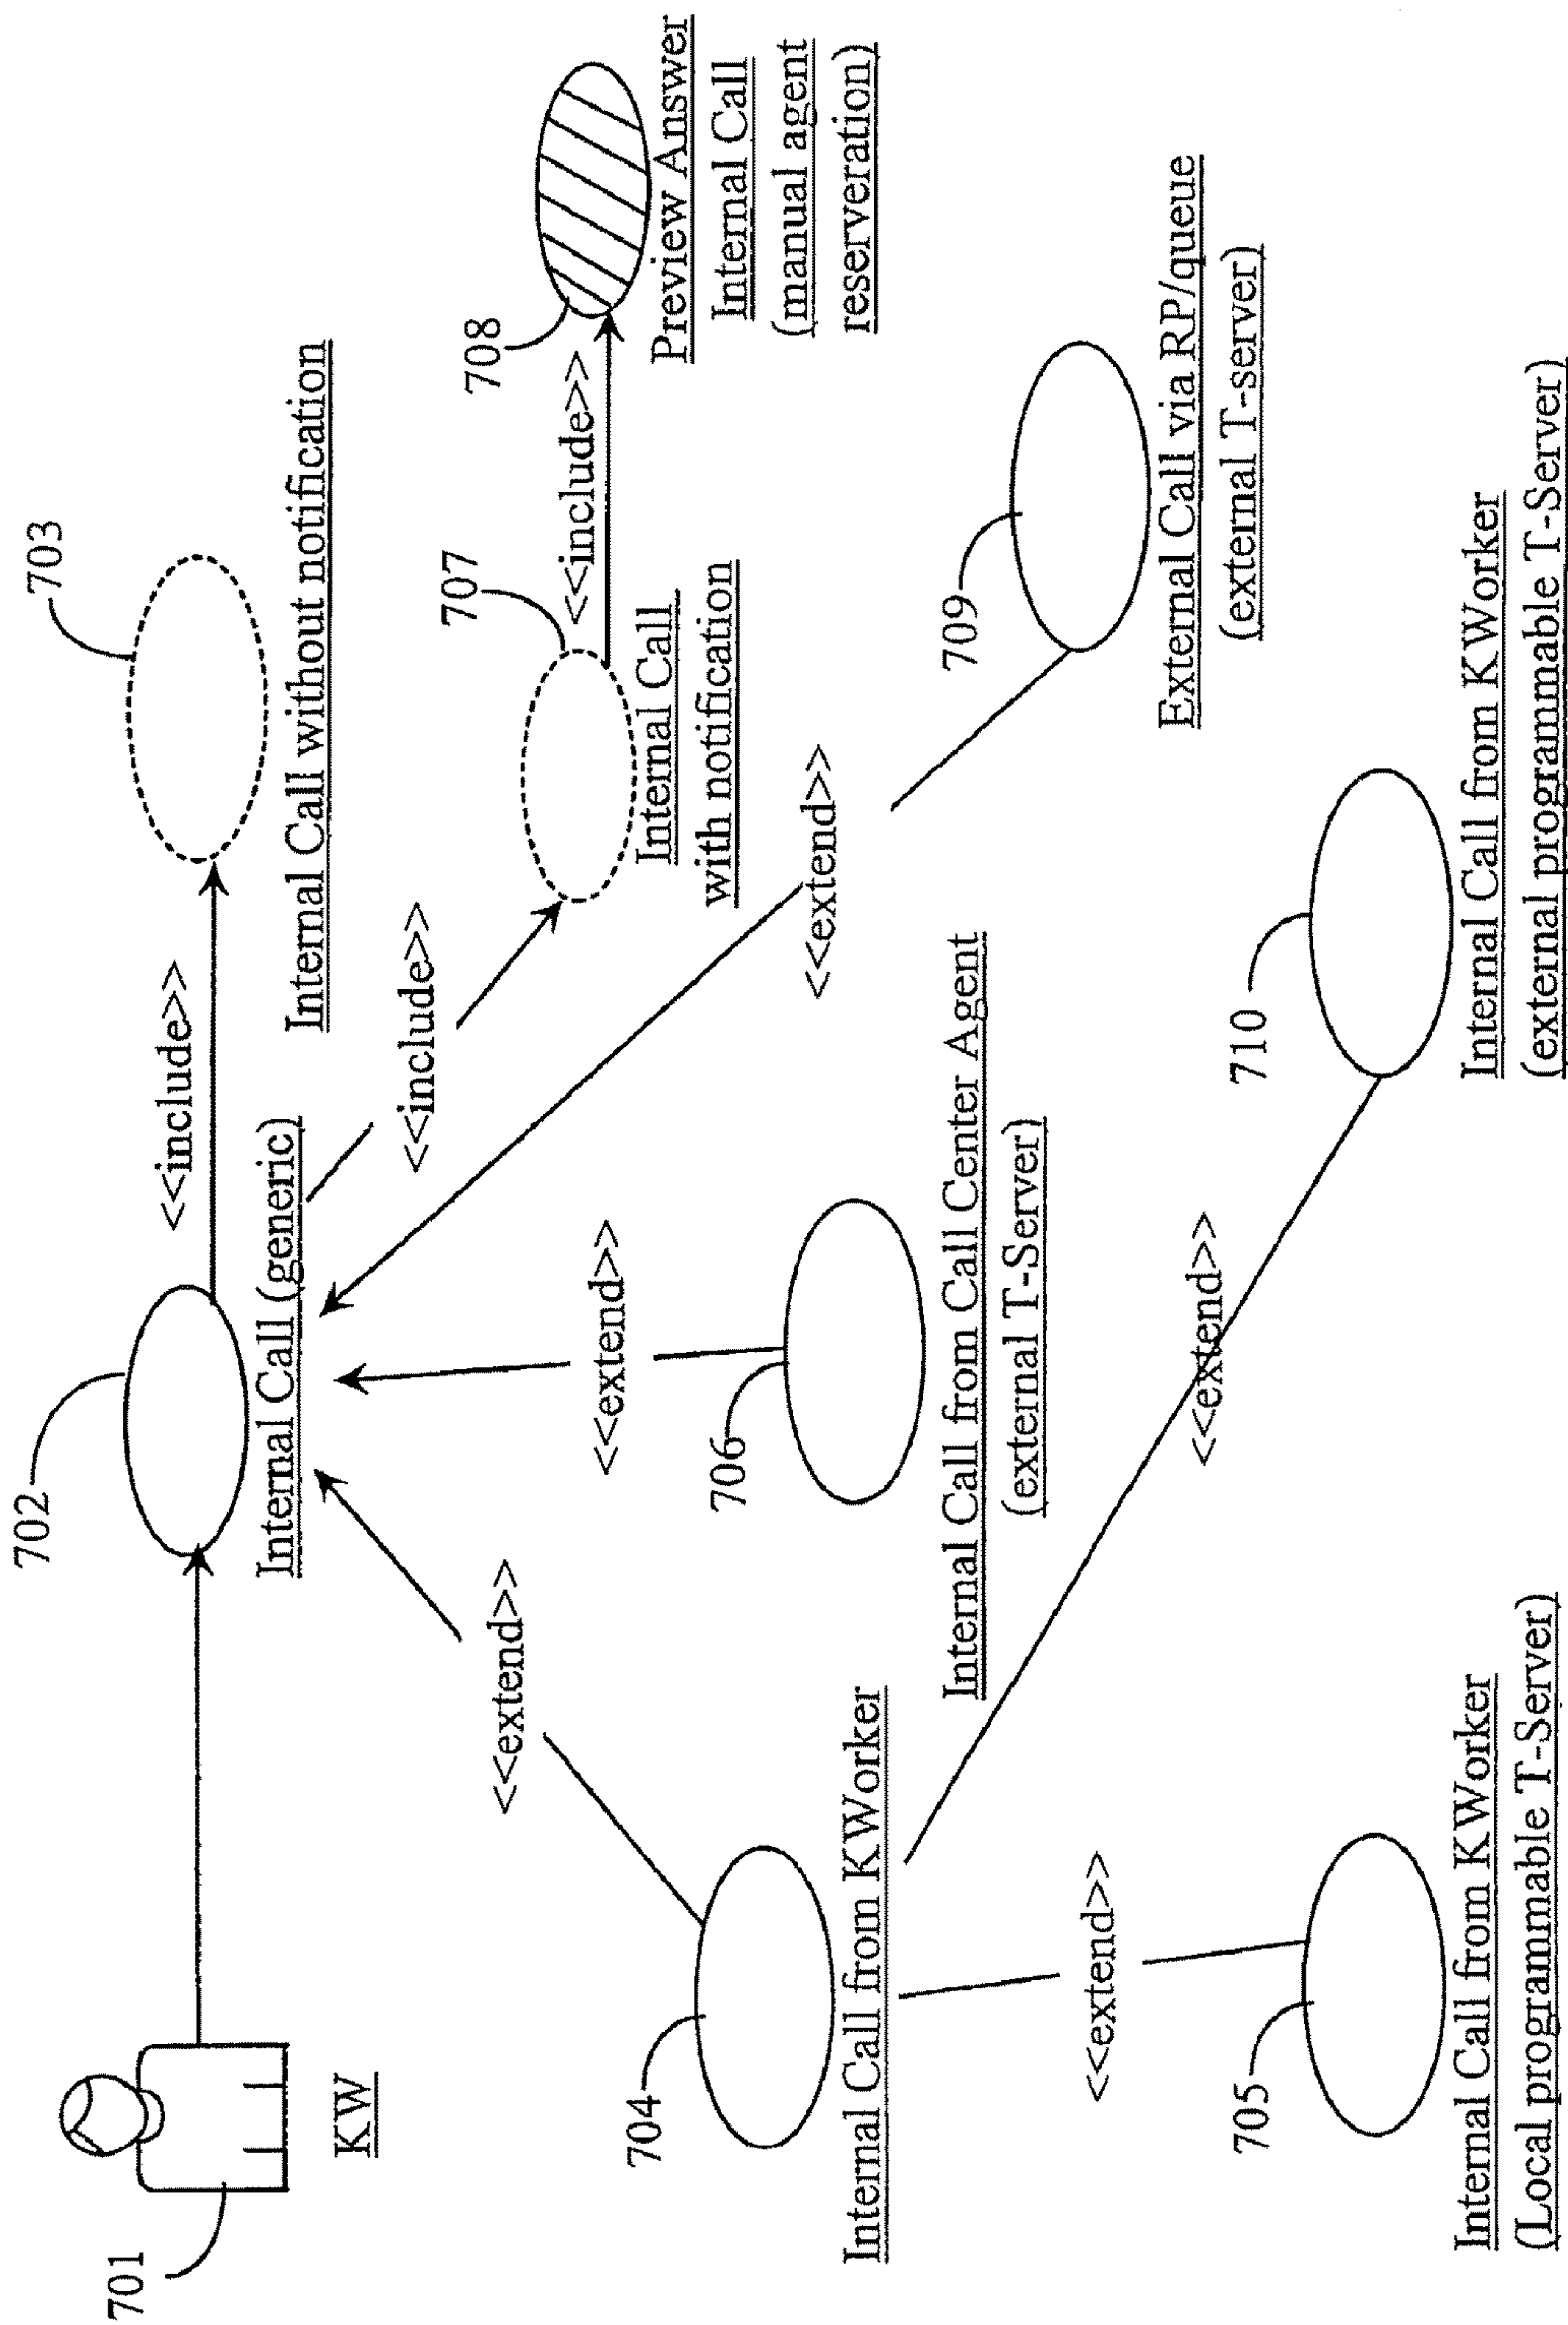 702
703
<<include>>
701
KW
Internal Call (generic)
Internal Call without notification
<<include>>
707
708
<<include>>
<<extend>>
<<extend>>
Internal Call
with notification
Preview Answer
Internal Call
(manual agent
reserveration)
704
706
<<extend>>
709
Internal Call from KWorker
Internal Call from Call Center Agent
(external T-Server)
External Call via RP/queue
(external T-server)
<<extend>>
<<extend>>
705
710
Internal Call from KWorker
(Local programmable T-Server)
Internal Call from KWorker
(external programmable T-Server)